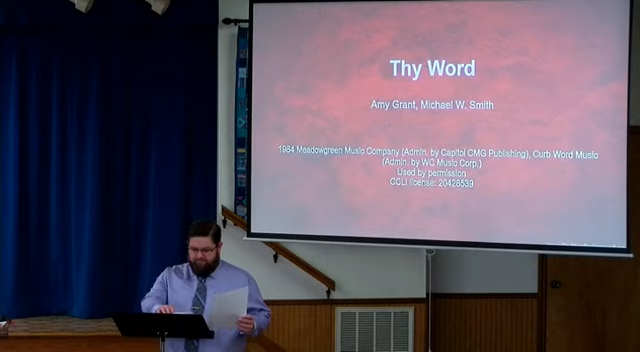 Thy Word
Amy Grant, Michael W. Smith
1984 Meadowgreen Music Company (Admin. by Capitol CMG Publishing), Curb Word Music
(Admin. by WC Music Corp.)
Used by permission
CCLI license: 20428539